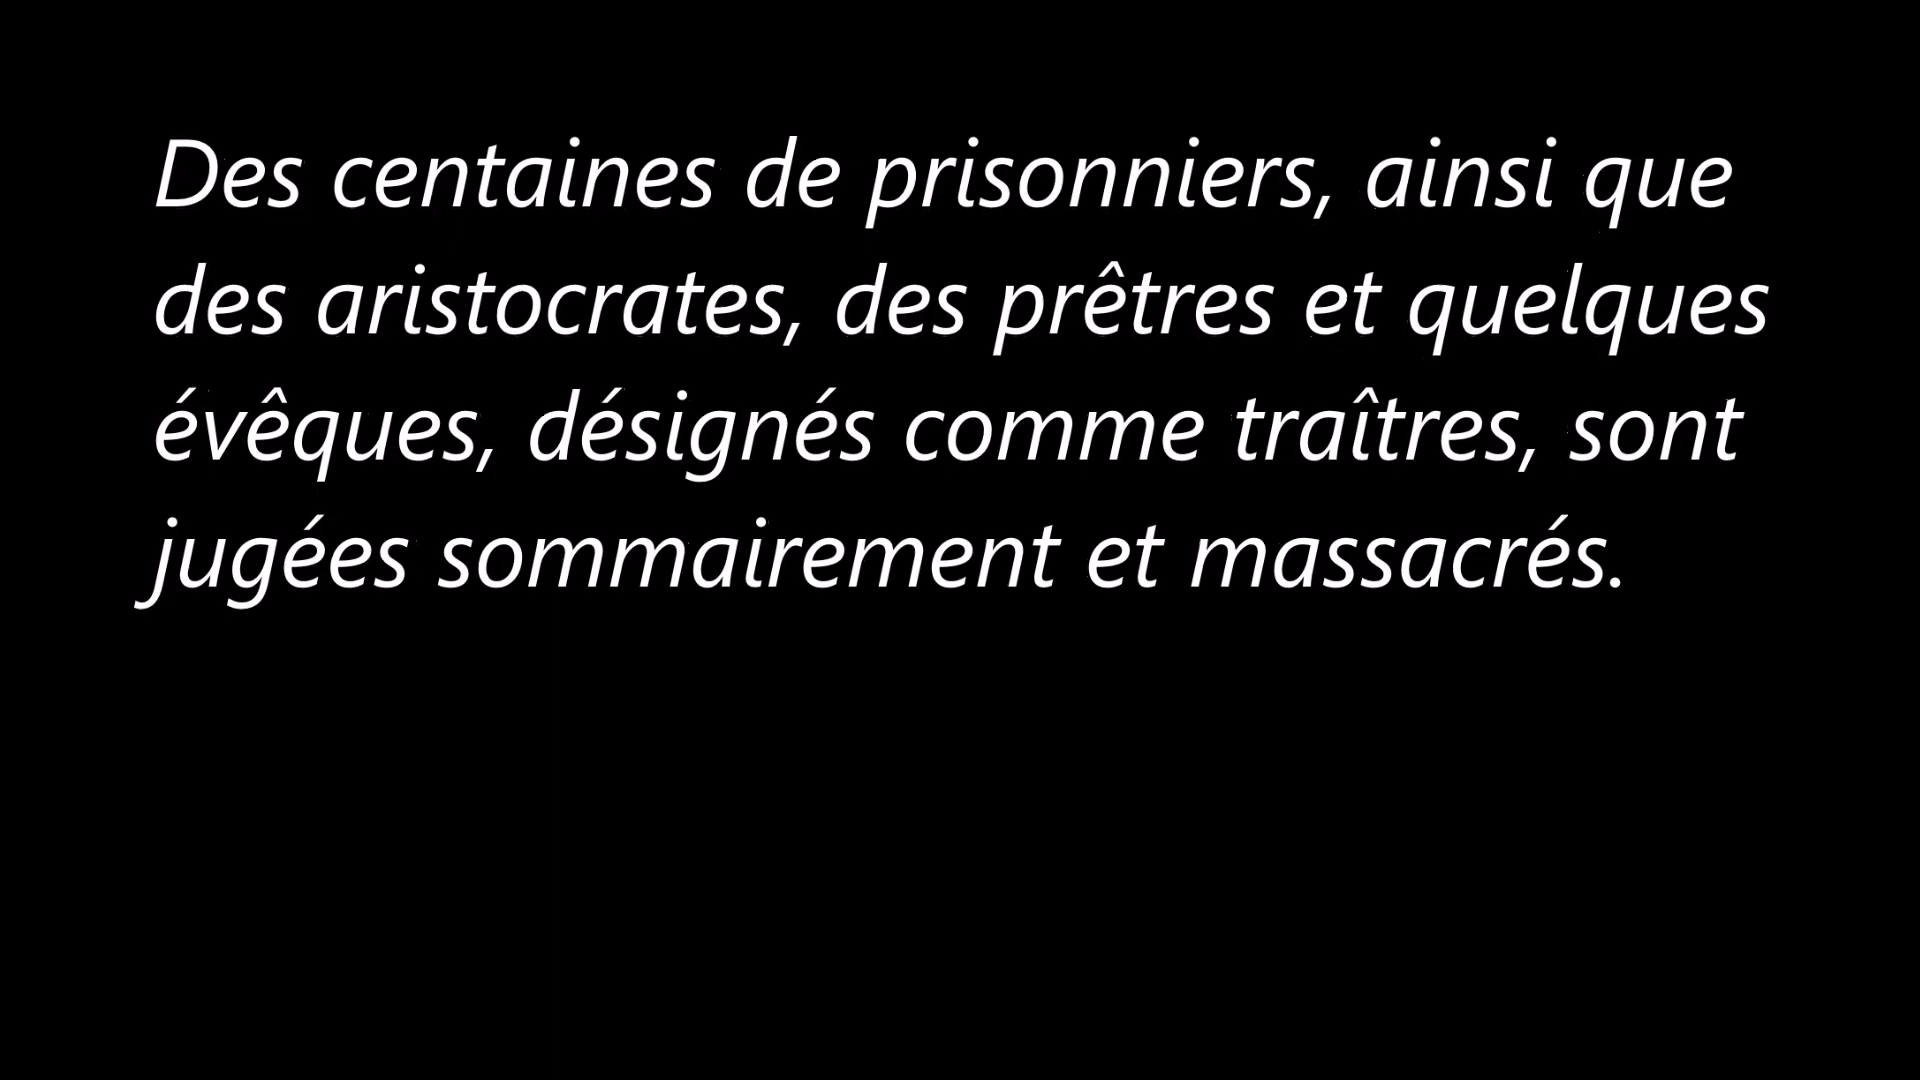 Des centaines de prisonniers, ainsi que
des aristocrates, des prêtres et quelques
évêques, désignés comme traîtres, sont
jugées sommairement et massacrés.